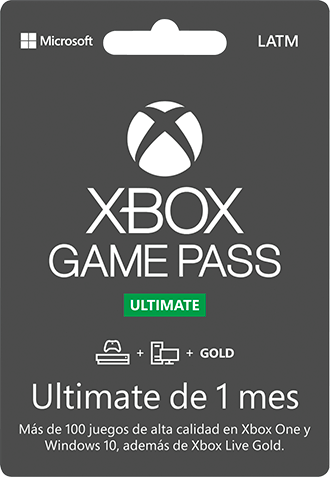 Microsoft LATM
XBOX
GAME PASS
ULTIMATE
+ + GOLD
Ultimate de 1 mes
Más de 100 juegos de alta calidad en Xbox One y
Windows 10, además de Xbox Live Gold.